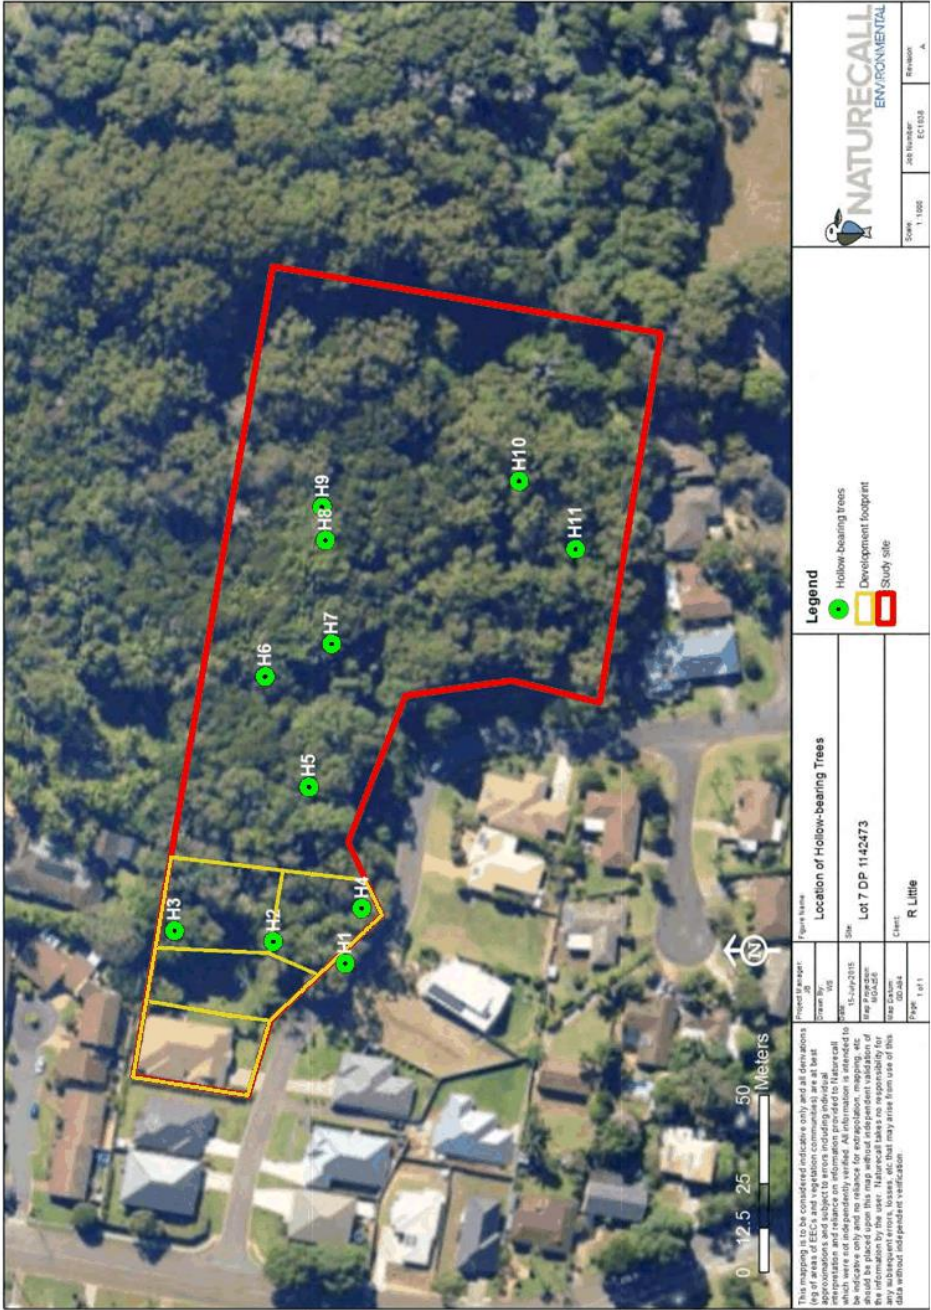 H1
H2
H3
H4
H5
H6
H7
H8
H9
H10
H11
N
0 12.5 25 50
Meters
This mapping is to be considered indicative only and all derivations
(eg of areas of EECs and vegetation communities) are at best
approximations and subject to errors including individual
interpretation and reliance on information provided to Naturecall
which were not independently verified. All information is intended to
be indicative only and no reliance for extrapolation, mapping, etc
should be placed upon this map without independent validation of
the information by the user. Naturecall takes no responsibility for
any subsequent errors, losses, etc that may arise from use of this
data without independent verification
Project Manager:
Drawn By:
Date:
15-July-2015
Map Projection:
Map Datum:
GDA94
Page: 1 of 1
Figure Name:
Location of Hollow-bearing Trees
Site:
Lot 7 DP 1142473
Client:
R Little
Legend
Hollow-bearing trees
Development footprint
Study site
NATURECALL
ENVIRONMENTAL
Scale:
1:1000
Job Number:
Revision:
A